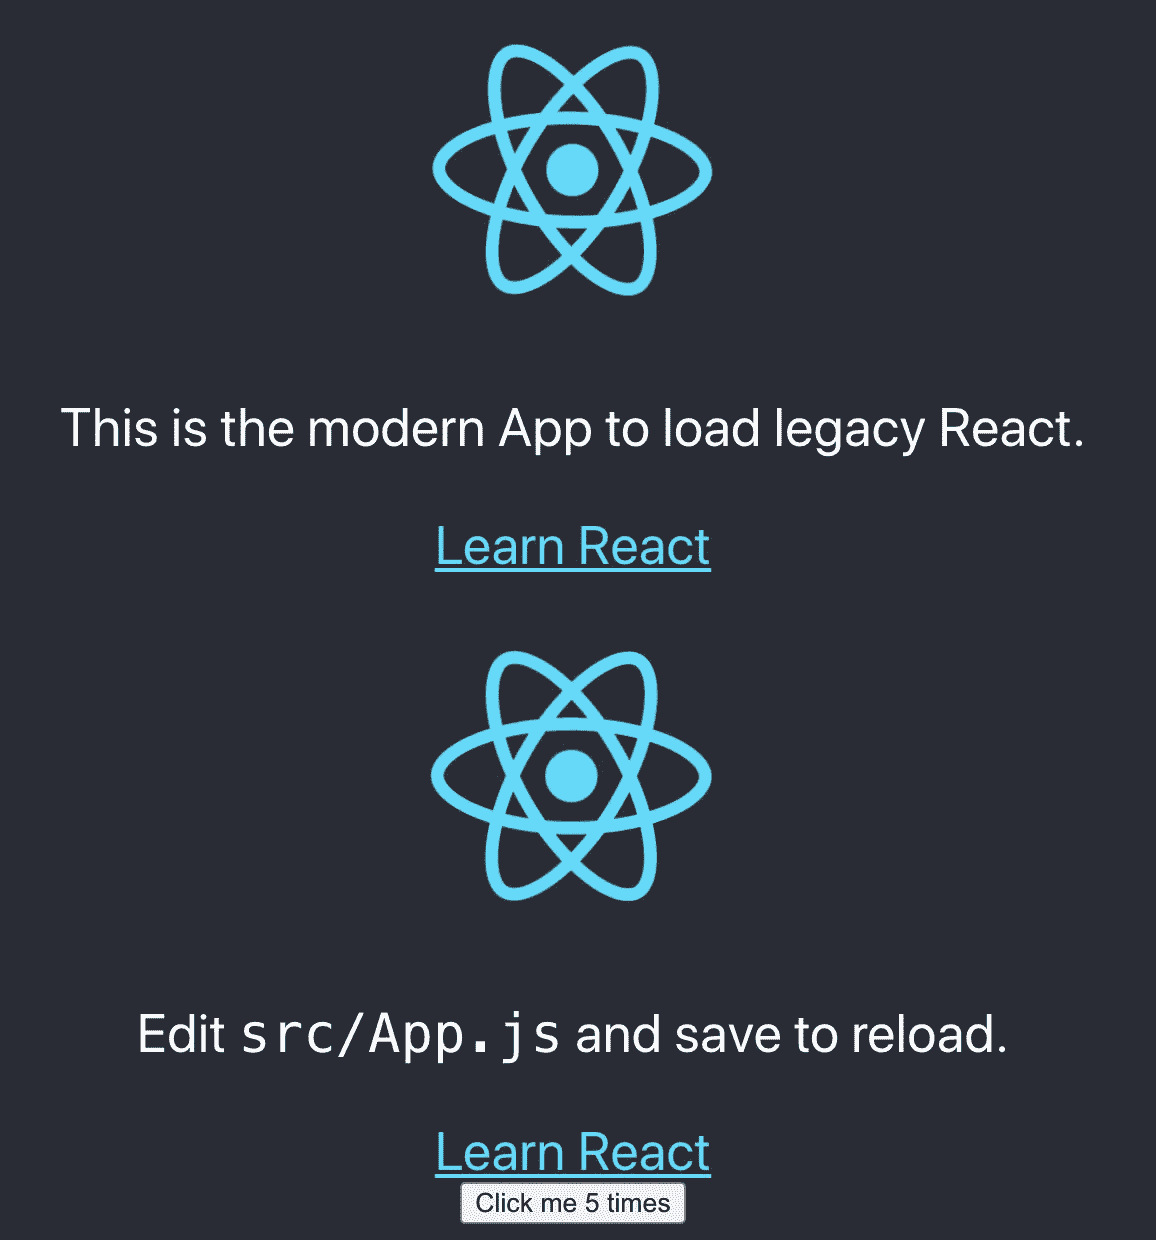 This is the modern App to load legacy React.
Learn React
Edit src/App.js and save to reload.
Learn React
Click me 5 times